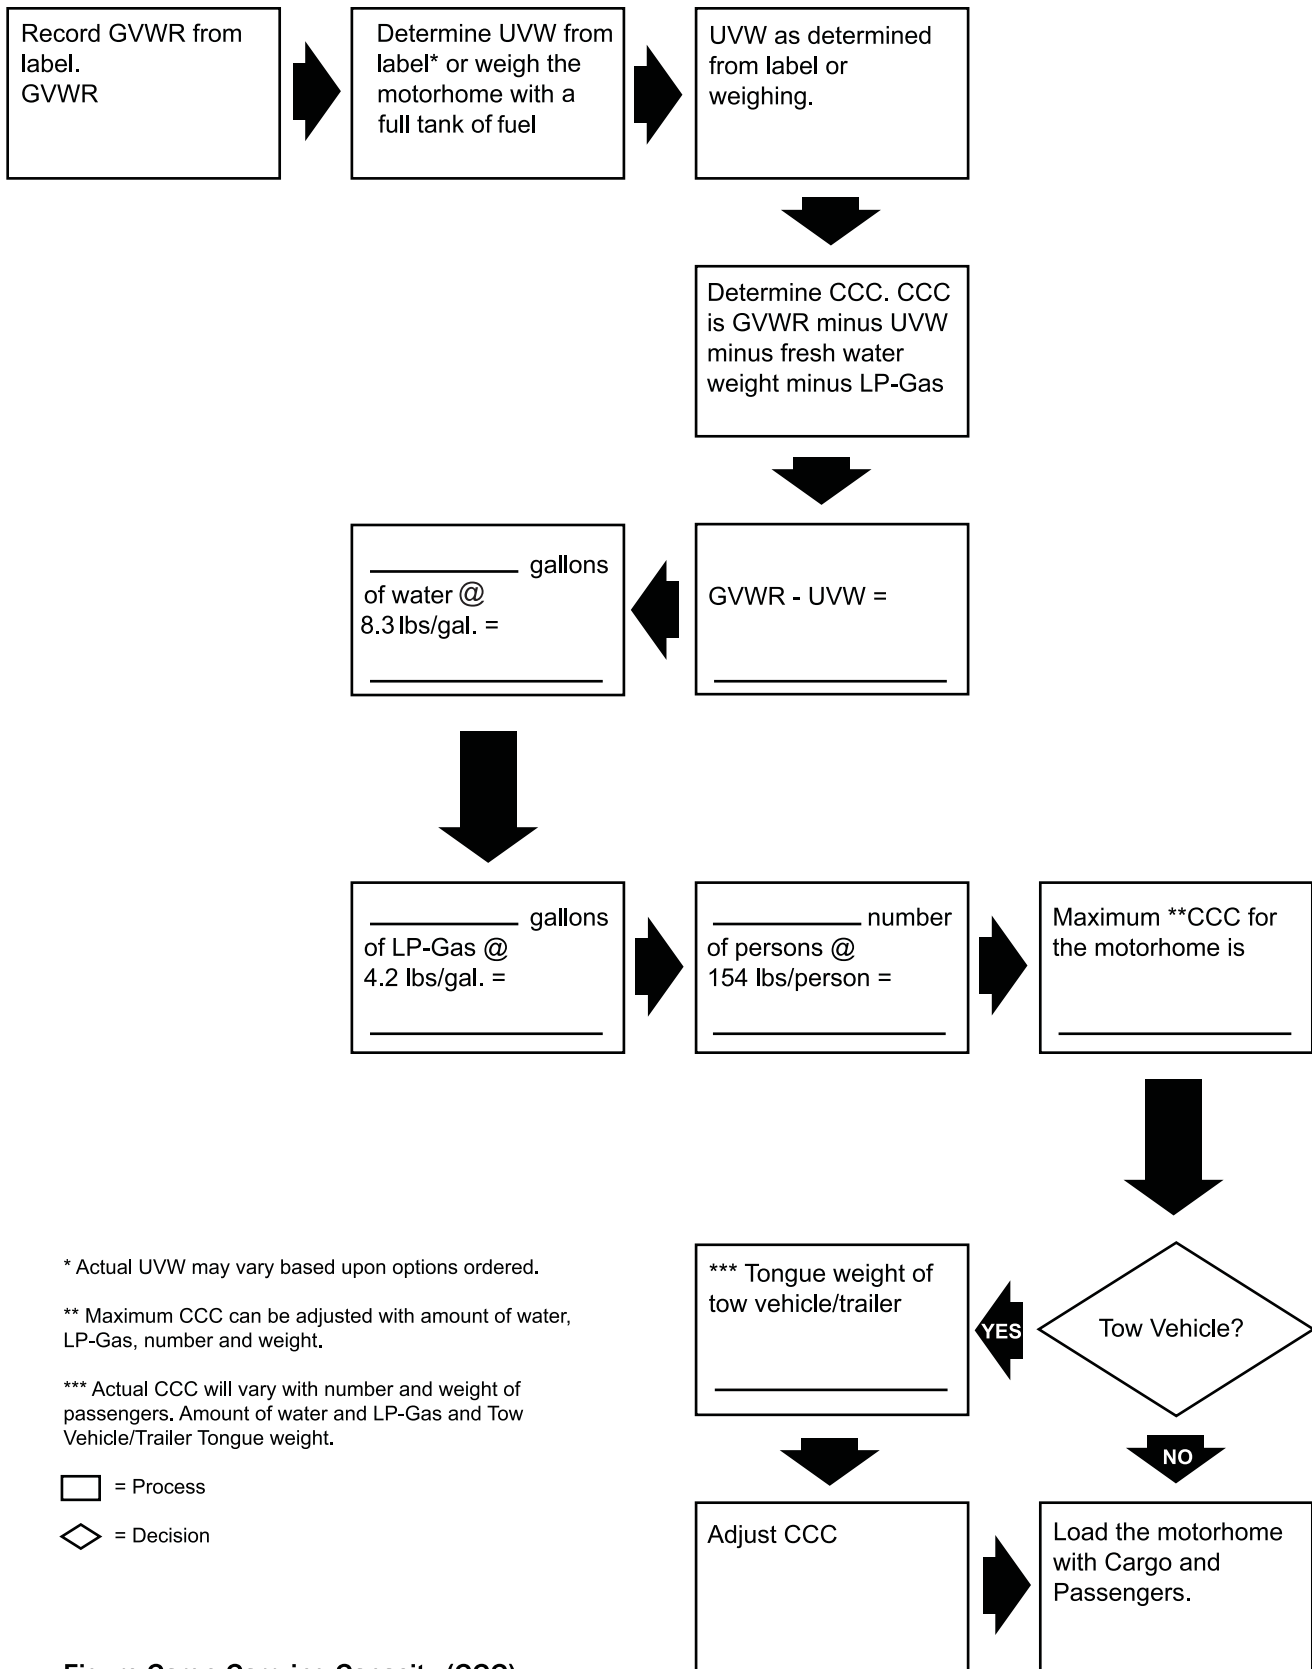 Record GVWR from
label.
GVWR
Determine UVW from
label* or weigh the
motorhome with a
full tank of fuel
UVW as determined
from label or
weighing.
Determine CCC. CCC
is GVWR minus UVW
minus fresh water
weight minus LP-Gas
GVWR - UVW =
gallons
of water @
8.3 lbs/gal. =
gallons
of LP-Gas @
4.2 lbs/gal. =
number
of persons @
154 lbs/person =
Maximum **CCC for
the motorhome is
Tow Vehicle?
YES
*** Tongue weight of
tow vehicle/trailer
NO
Adjust CCC
Load the motorhome
with Cargo and
Passengers.
* Actual UVW may vary based upon options ordered.
** Maximum CCC can be adjusted with amount of water,
LP-Gas, number and weight.
*** Actual CCC will vary with number and weight of
passengers. Amount of water and LP-Gas and Tow
Vehicle/Trailer Tongue weight.
= Process
= Decision
Figure Cargo Carrying Capacity (CCC)